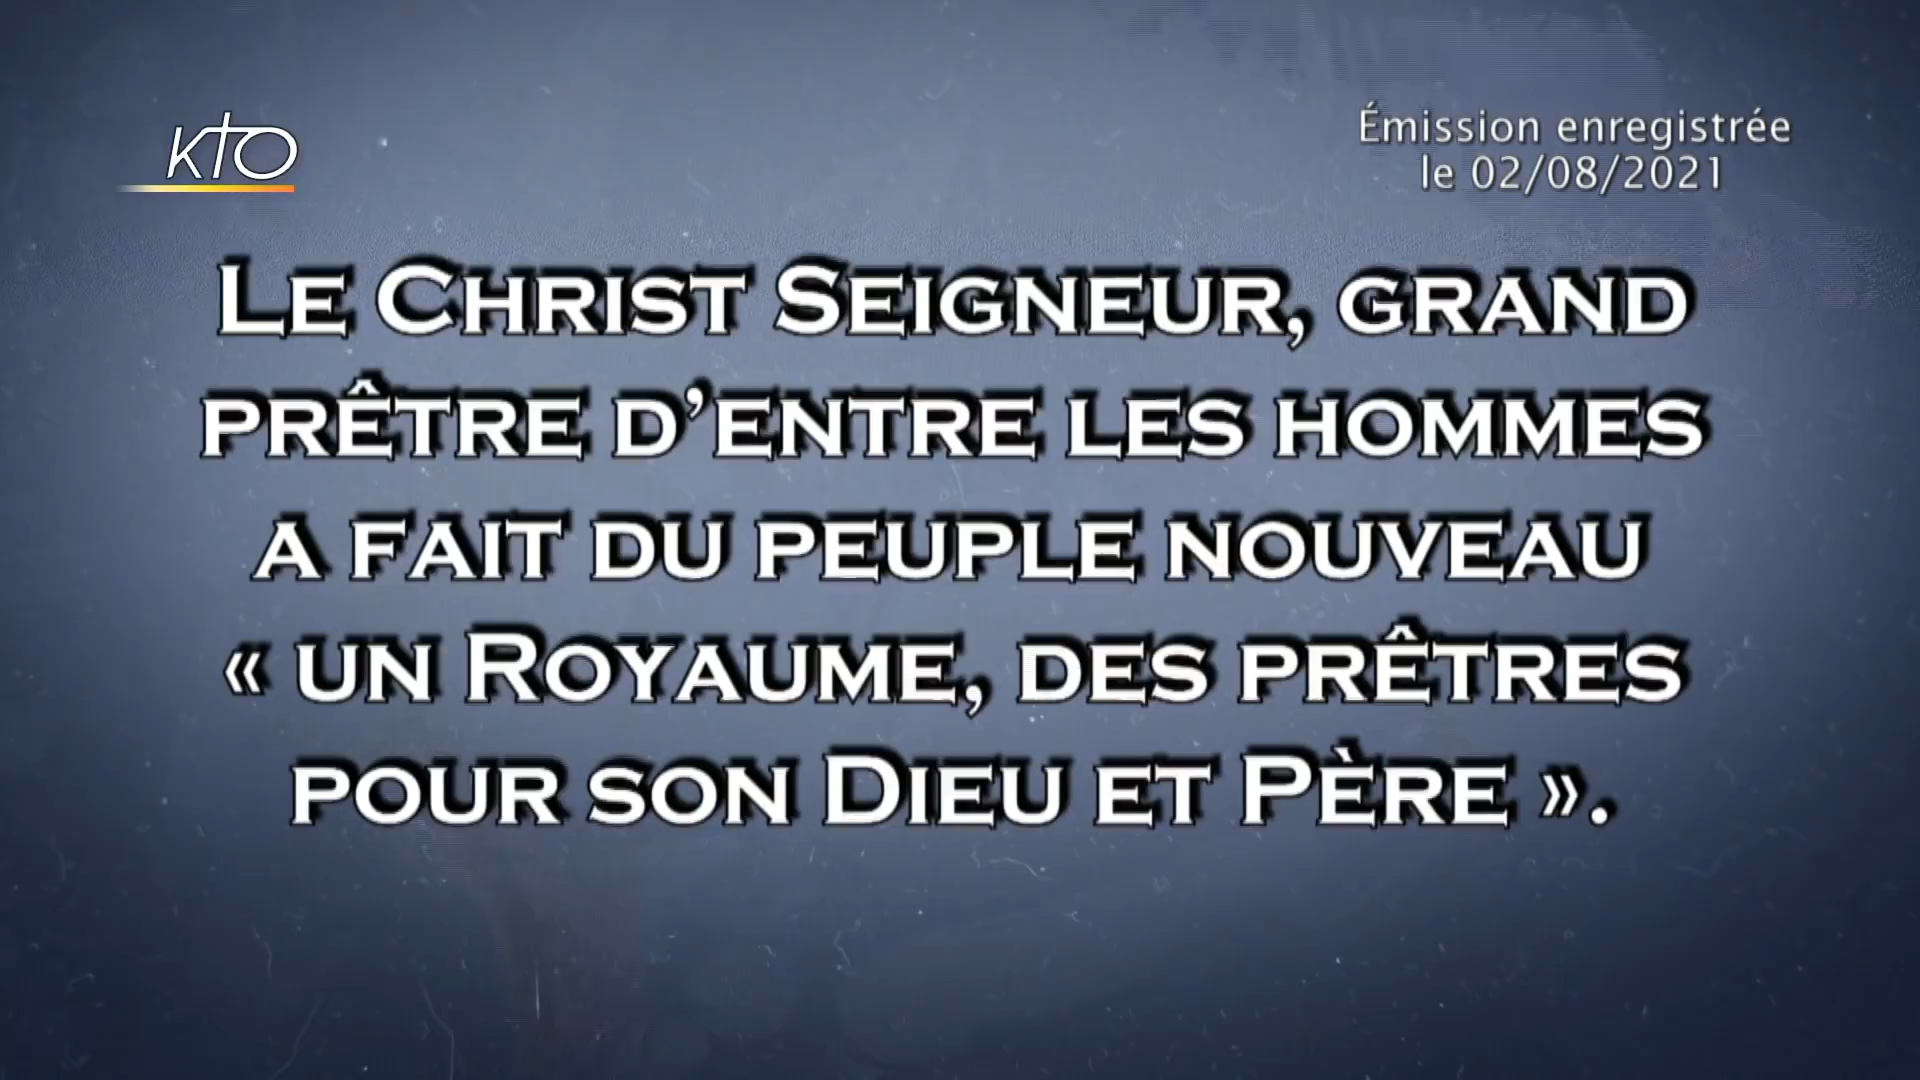 KTO
Émission enregistrée
le 02/08/2021
Le Christ Seigneur, grand
prêtre d’entre les hommes
a fait du peuple nouveau
« un Royaume, des prêtres
pour son Dieu et Père ».